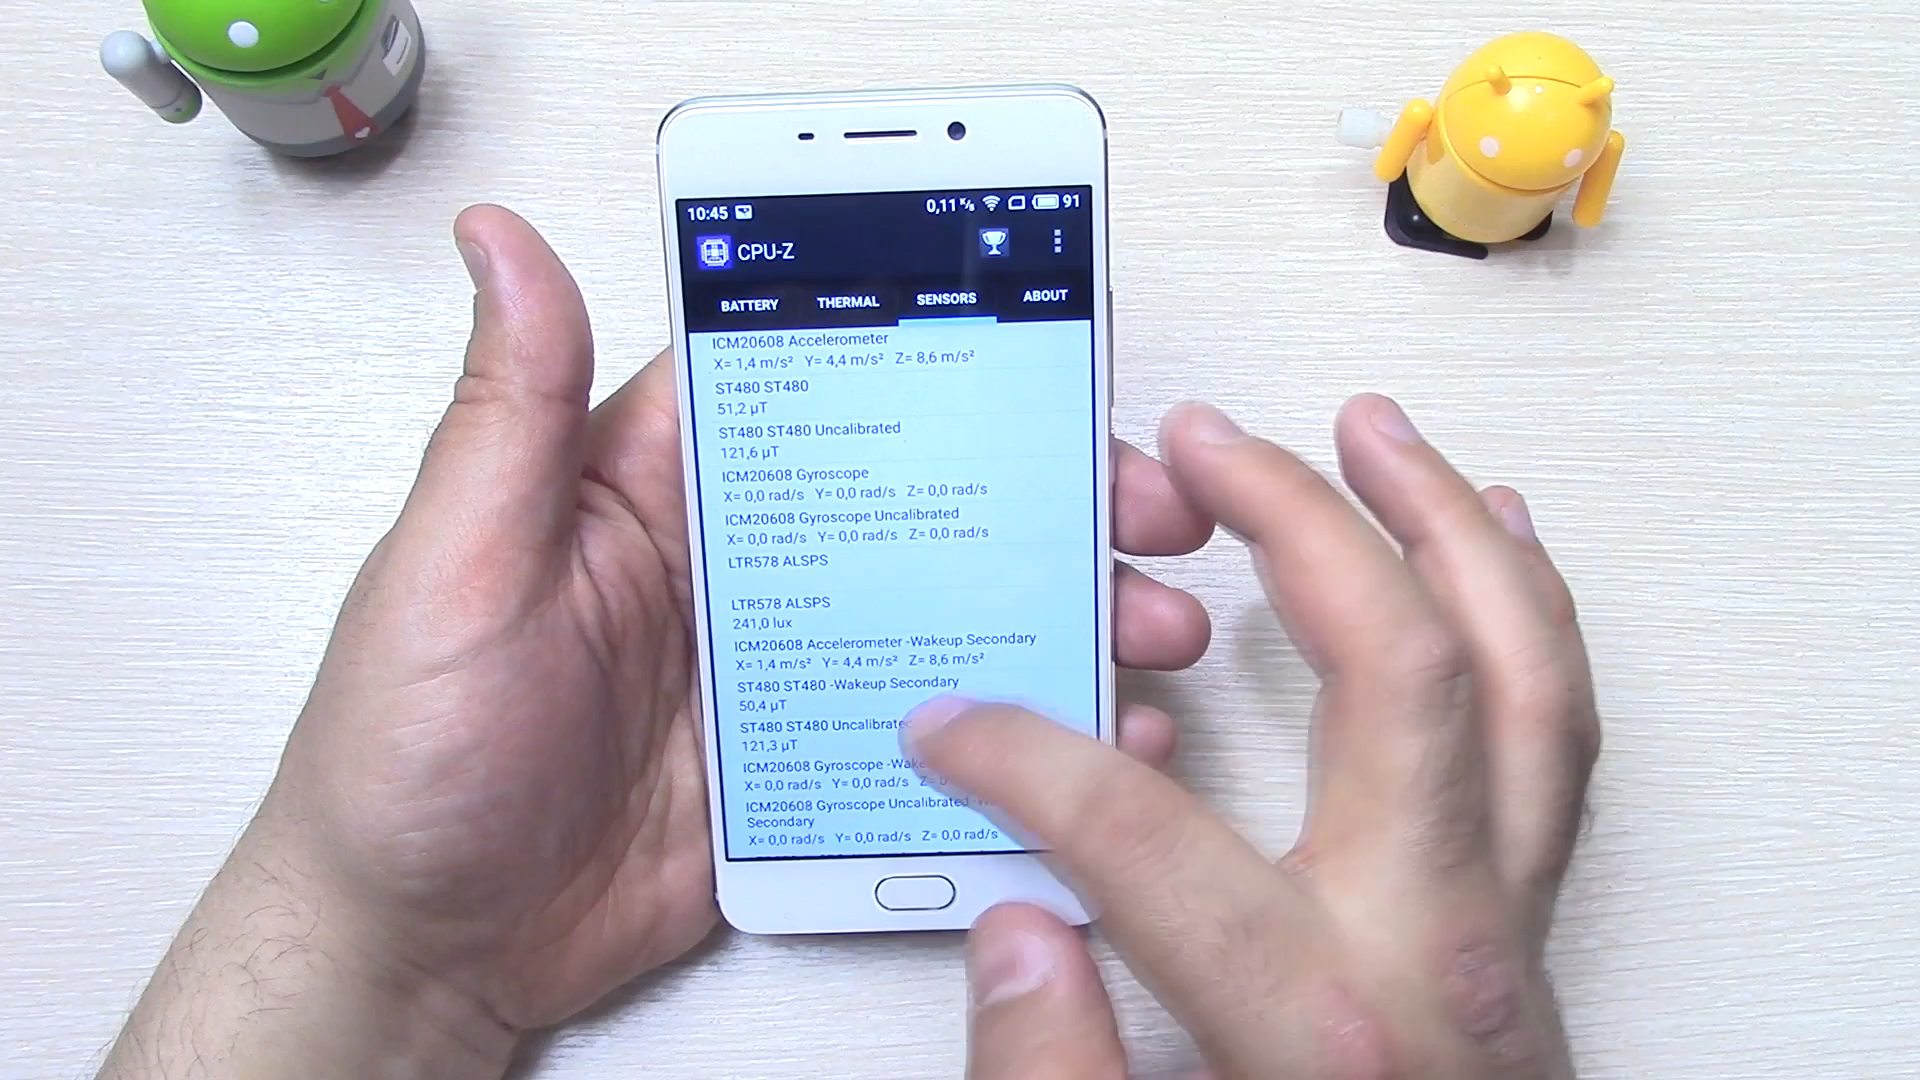 10:45 0,11 K/s 91
CPU-Z
BATTERY THERMAL SENSORS ABOUT
ICM20608 Accelerometer
X= 1,4 m/s² Y= 4,4 m/s² Z= 8,6 m/s²
ST480 ST480
51,2 µT
ST480 ST480 Uncalibrated
121,6 µT
ICM20608 Gyroscope
X= 0,0 rad/s Y= 0,0 rad/s Z= 0,0 rad/s
ICM20608 Gyroscope Uncalibrated
X= 0,0 rad/s Y= 0,0 rad/s Z= 0,0 rad/s
LTR578 ALSPS
LTR578 ALSPS
241,0 lux
ICM20608 Accelerometer -Wakeup Secondary
X= 1,4 m/s² Y= 4,4 m/s² Z= 8,6 m/s²
ST480 ST480 -Wakeup Secondary
50,4 µT
ST480 ST480 Uncalibrated
121,3 µT
ICM20608 Gyroscope
X= 0,0 rad/s Y= 0,0 rad/s Z=
ICM20608 Gyroscope Uncalibrated
Secondary
X= 0,0 rad/s Y= 0,0 rad/s Z= 0,0 rad/s